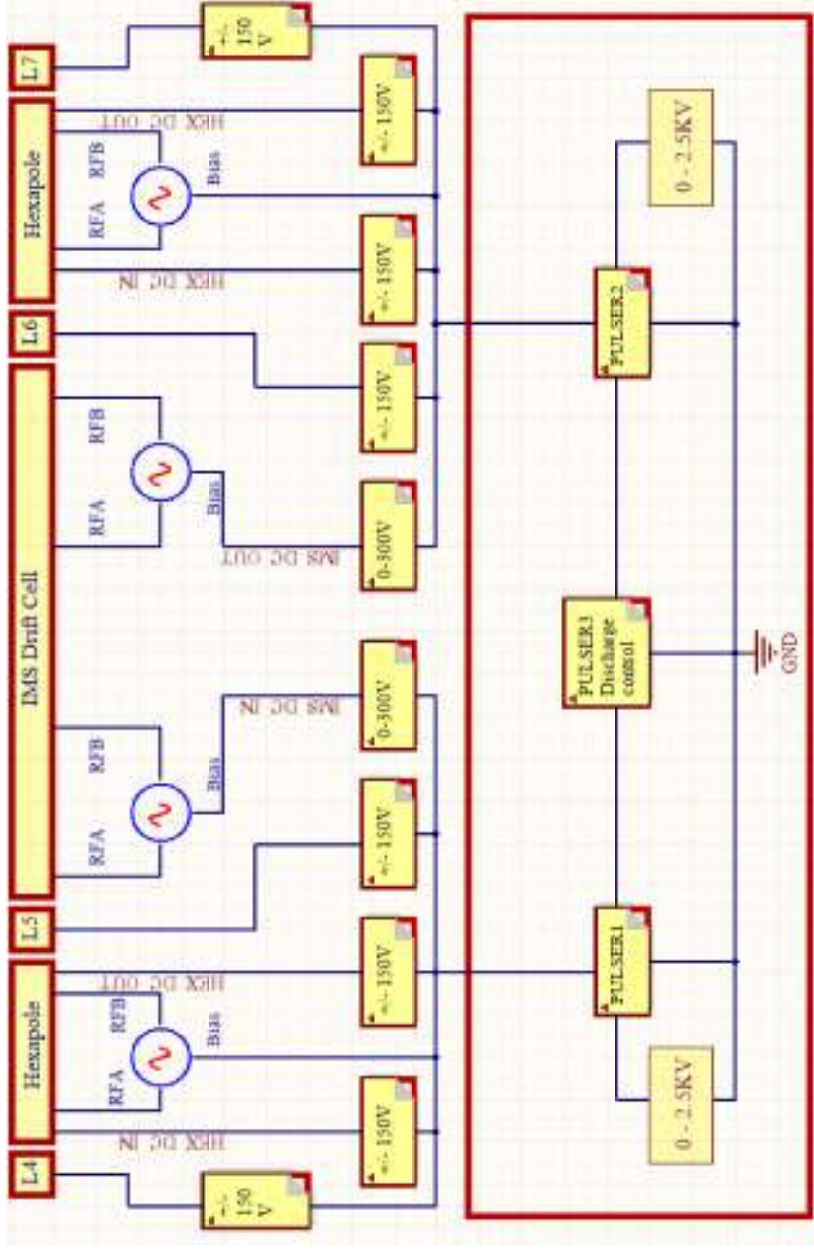 L4
Hexapole
L5
IMS Drift Cell
L6
Hexapole
L7
RFA
RFB
RFA
RFB
RFA
RFB
RFA
RFB
HEX DC IN
HEX DC OUT
HEX DC IN
HEX DC OUT
Bias
Bias
Bias
Bias
+/-
150
V
+/-
150
V
IMS DC IN
IMS DC OUT
+/- 150V
+/- 150V
+/- 150V
0-300V
0-300V
+/- 150V
+/- 150V
+/- 150V
PULSER1
PULSER3
Discharge
control
PULSER2
0 - 2.5KV
0 - 2.5KV
GND